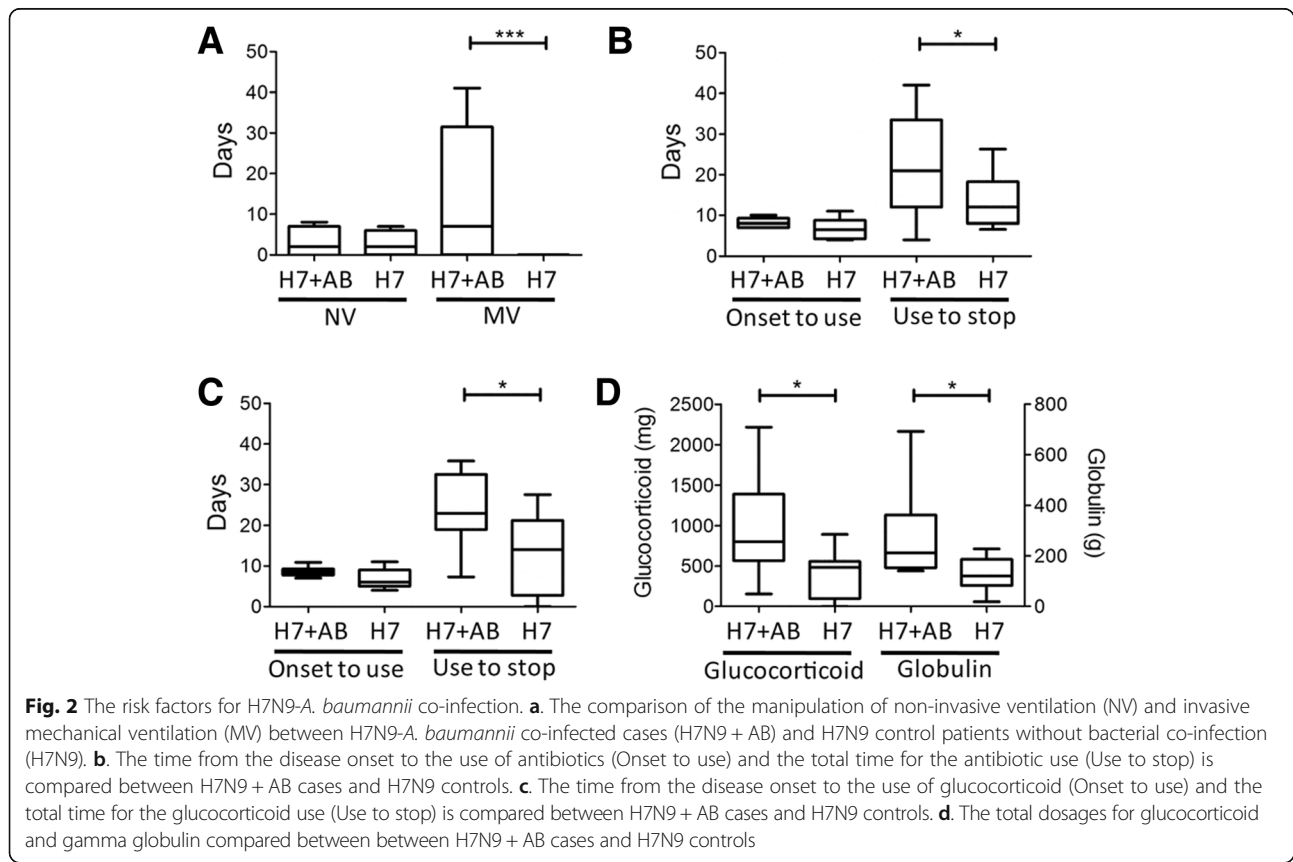 A
***
50
40
30
20
10
0
Days
H7+AB H7 H7+AB H7
NV MV
B
*
50
40
30
20
10
0
Days
H7+AB H7 H7+AB H7
Onset to use Use to stop
C
*
50
40
30
20
10
0
Days
H7+AB H7 H7+AB H7
Onset to use Use to stop
D
* *
2500
2000
1500
1000
500
0
Glucocorticoid (mg)
800
600
400
200
0
Globulin (g)
H7+AB H7 H7+AB H7
Glucocorticoid Globulin
Fig. 2 The risk factors for H7N9-A. baumannii co-infection. a. The comparison of the manipulation of non-invasive ventilation (NV) and invasive
mechanical ventilation (MV) between H7N9-A. baumannii co-infected cases (H7N9 + AB) and H7N9 control patients without bacterial co-infection
(H7N9). b. The time from the disease onset to the use of antibiotics (Onset to use) and the total time for the antibiotic use (Use to stop) is
compared between H7N9 + AB cases and H7N9 controls. c. The time from the disease onset to the use of glucocorticoid (Onset to use) and the
total time for the glucocorticoid use (Use to stop) is compared between H7N9 + AB cases and H7N9 controls. d. The total dosages for glucocorticoid
and gamma globulin compared between between H7N9 + AB cases and H7N9 controls